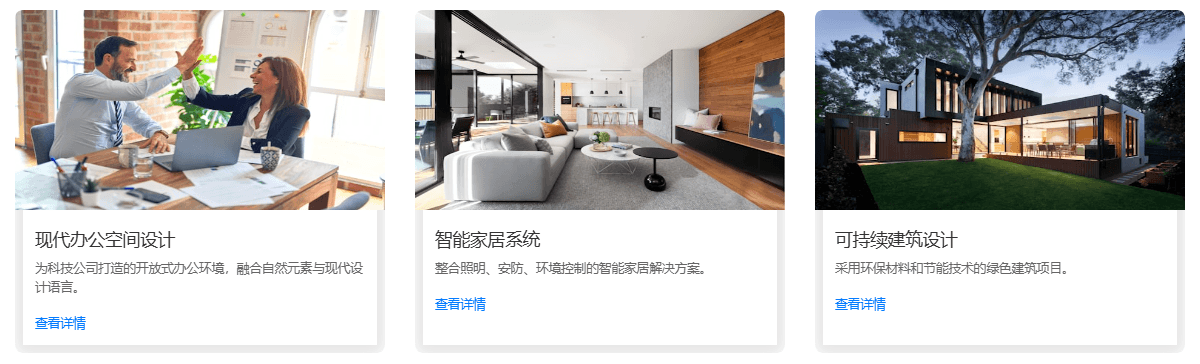 现代办公空间设计
为科技公司打造的开放式办公环境，融合自然元素与现代设
计语言。
查看详情
智能家居系统
整合照明、安防、环境控制的智能家居解决方案。
查看详情
可持续建筑设计
采用环保材料和节能技术的绿色建筑项目。
查看详情